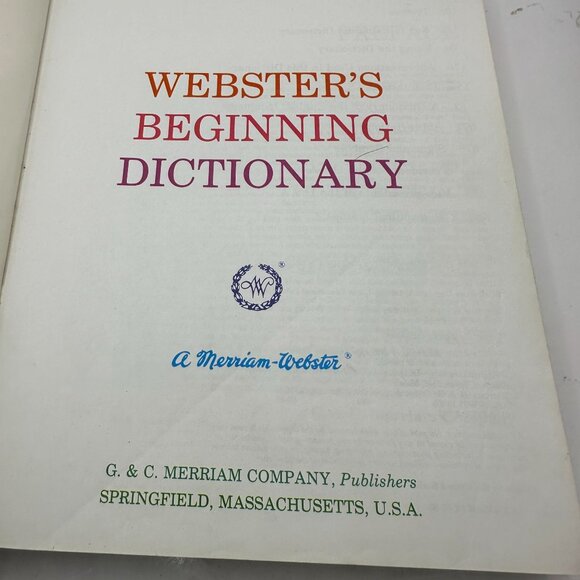 WEBSTER'S
BEGINNING
DICTIONARY
W
®
A Merriam-Webster®
G. & C. MERRIAM COMPANY, Publishers
SPRINGFIELD, MASSACHUSETTS, U.S.A.